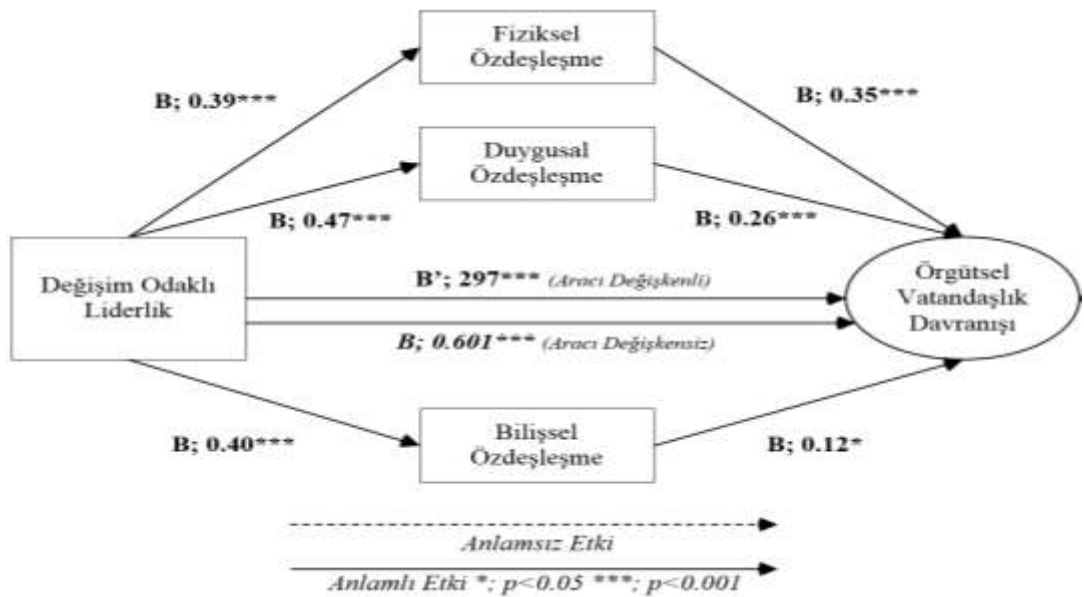 Fiziksel
Özdeşleşme
B; 0.39***
B; 0.35***
Duygusal
Özdeşleşme
B; 0.47***
B; 0.26***
Değişim Odaklı
Liderlik
B’; 297*** (Aracı Değişkenli)
B; 0.601*** (Aracı Değişkensiz)
Örgütsel
Vatandaşlık
Davranışı
B; 0.40***
Bilişsel
Özdeşleşme
B; 0.12*
Anlamsız Etki
Anlamlı Etki *; p<0.05 ***; p<0.001